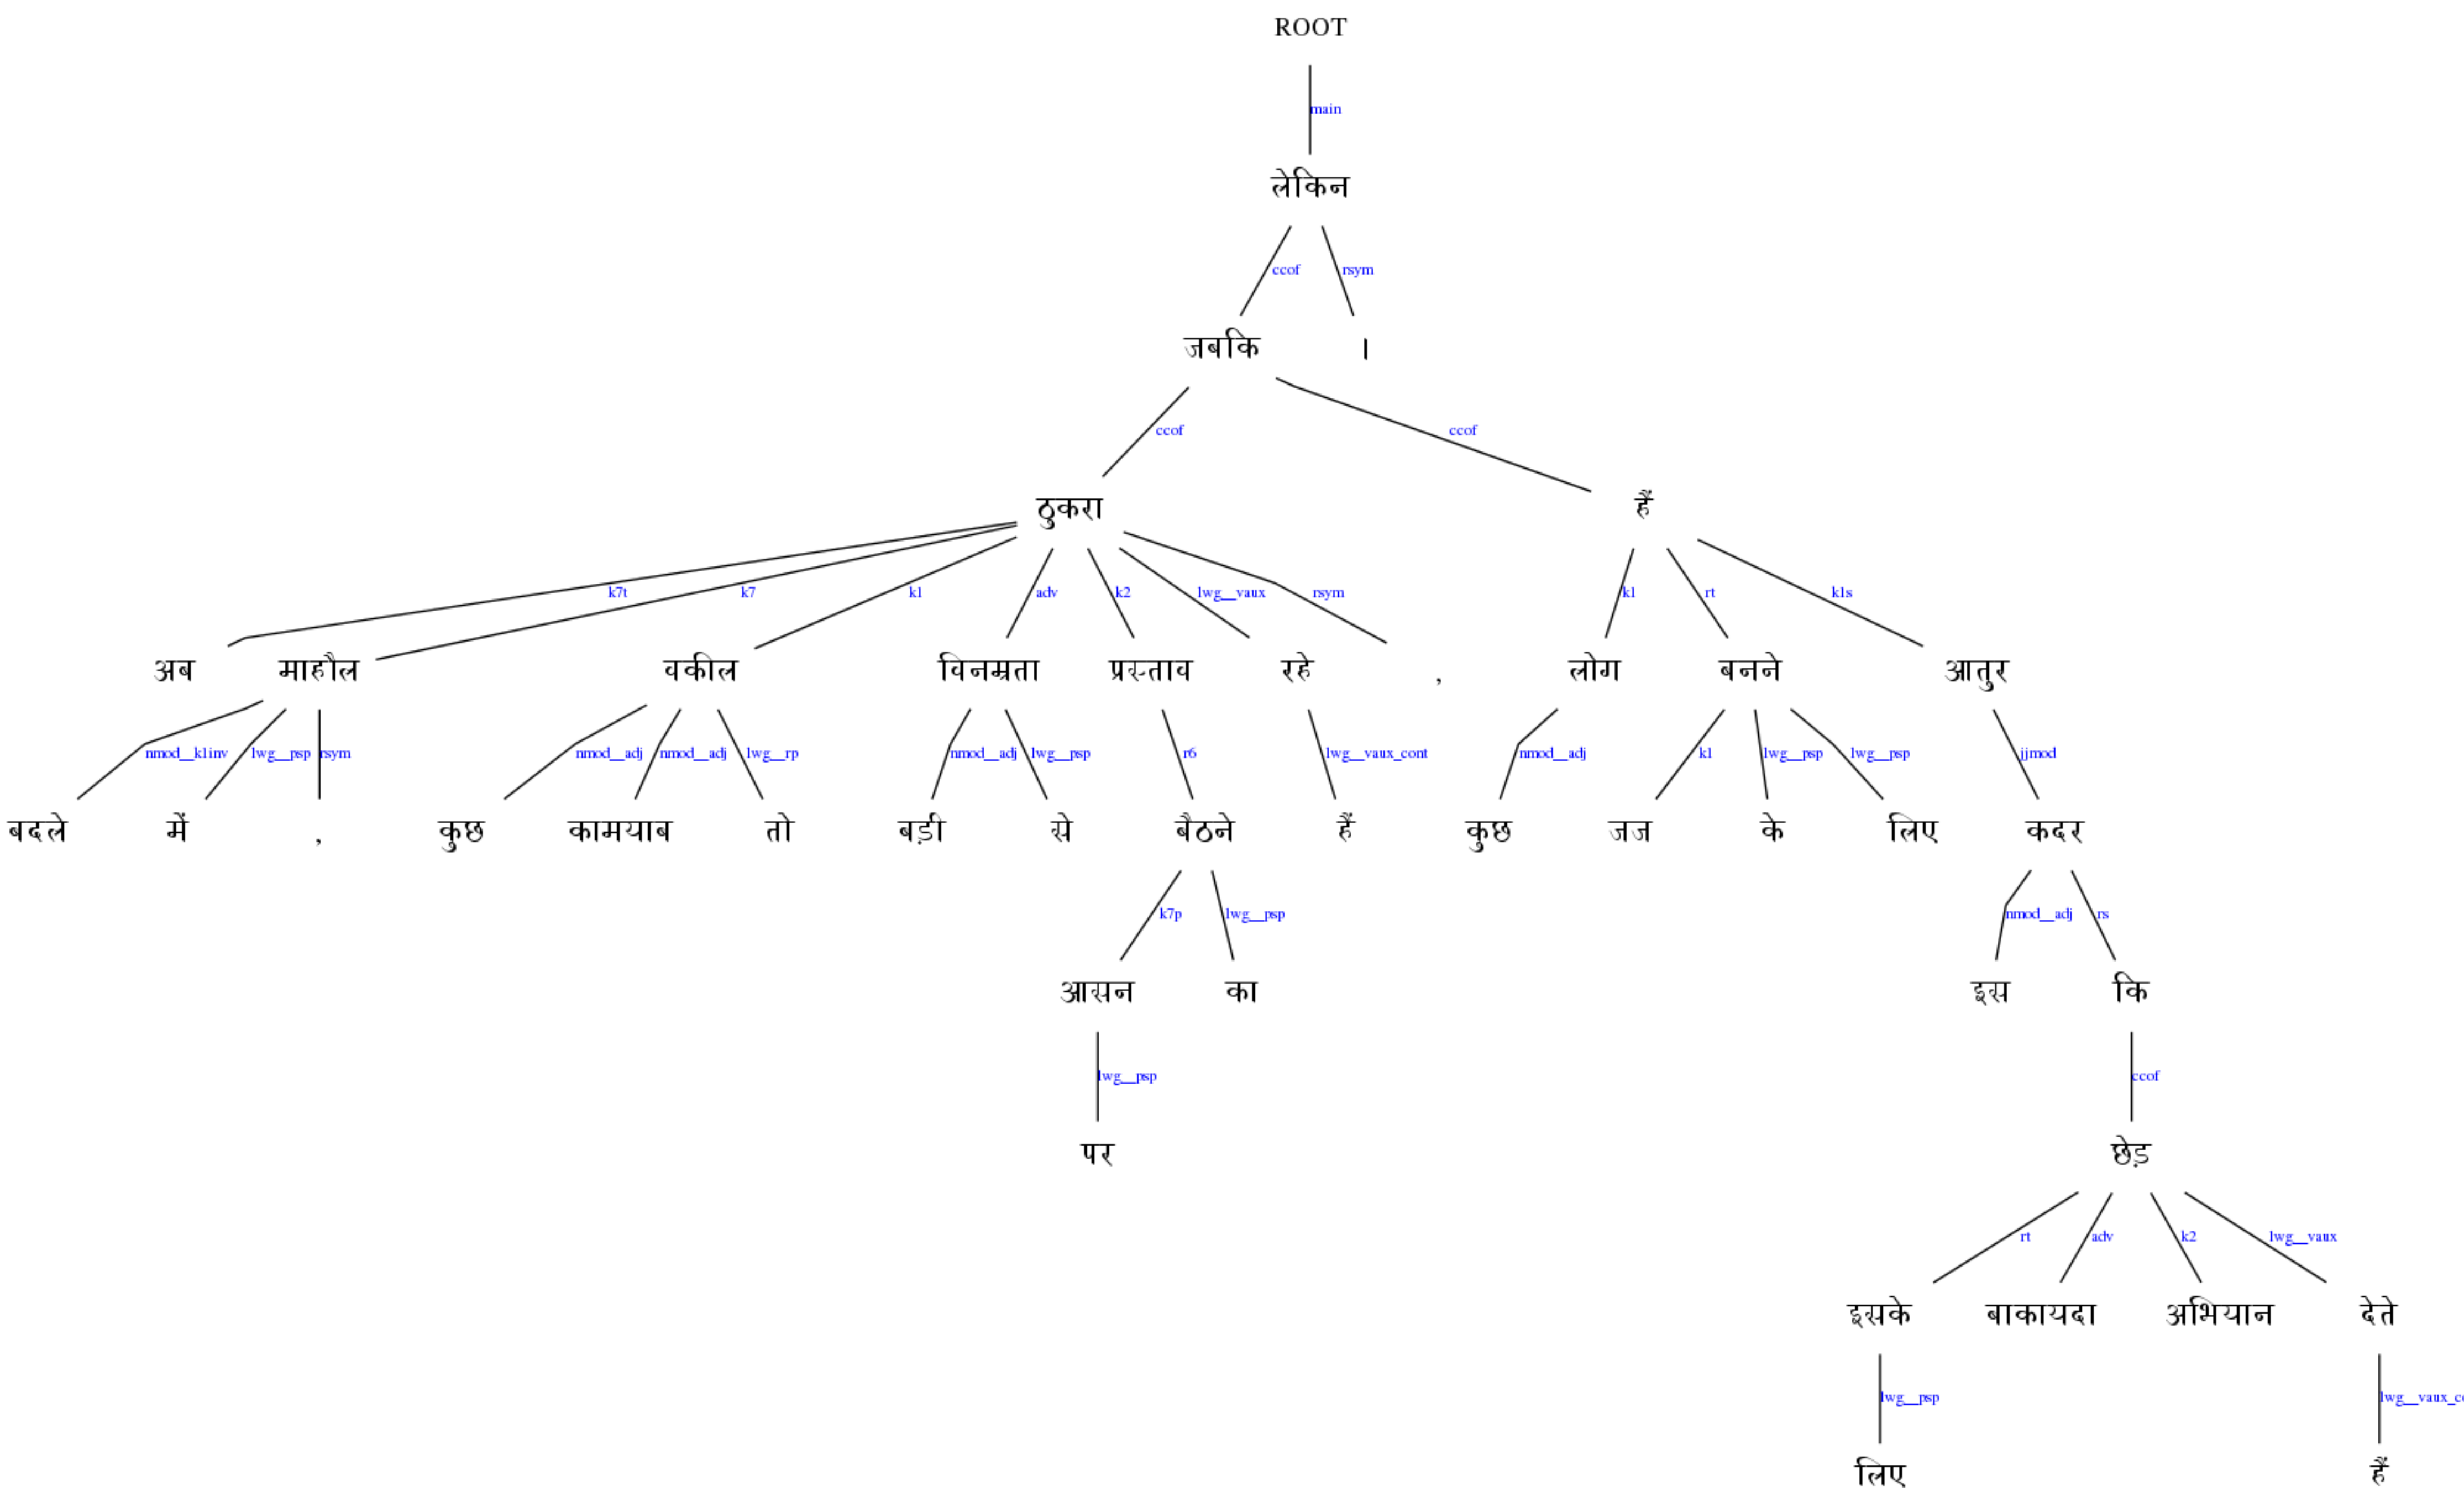 ROOT
main
लेकिन
ccof rsym
जबकि ।
ccof ccof
ठुकरा हैं
k7t k7 k1 adv k2 lwg__vaux rsym k1 rt k1s
अब माहौल वकील विनम्रता प्रस्ताव रहे , लोग बनने आतुर
nmod__k1inv lwg__psp rsym nmod__adj nmod__adj lwg__rp nmod__adj lwg__psp r6 lwg__vaux_cont nmod__adj k1 lwg__psp lwg__psp jjmod
बदले में , कुछ कामयाब तो बड़ी से बैठने हैं कुछ जज के लिए कदर
k7p lwg__psp nmod__adj rs
आसन का इस कि
lwg__psp ccof
पर छेड़
rt adv k2 lwg__vaux
इसके बाकायदा अभियान देते
lwg__psp lwg__vaux_c
लिए हैं